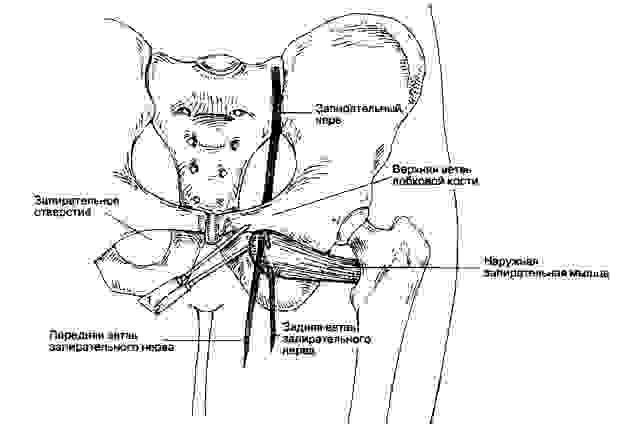 Запирательный
нерв
Верхняя ветвь
лобковой кости
Запирательное
отверстие
Наружная
запирательная мышца
Передняя ветвь
запирательного нерва
Задняя ветвь
запирательного
нерва